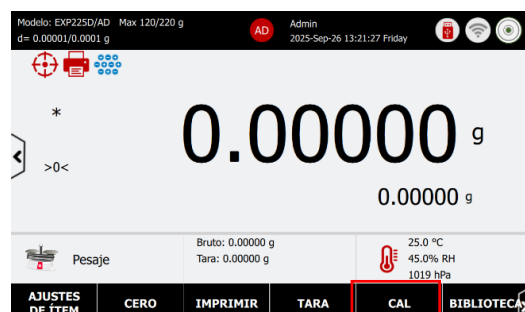 Modelo: EXP225D/AD Max 120/220 g
d= 0.00001/0.0001 g
AD
Admin
2025-Sep-26 13:21:27 Friday
*
0.00000 g
>0<
0.00000 g
Pesaje
Bruto: 0.00000 g
Tara: 0.00000 g
25.0 °C
45.0% RH
1019 hPa
AJUSTES
DE ÍTEM
CERO
IMPRIMIR
TARA
CAL
BIBLIOTECA